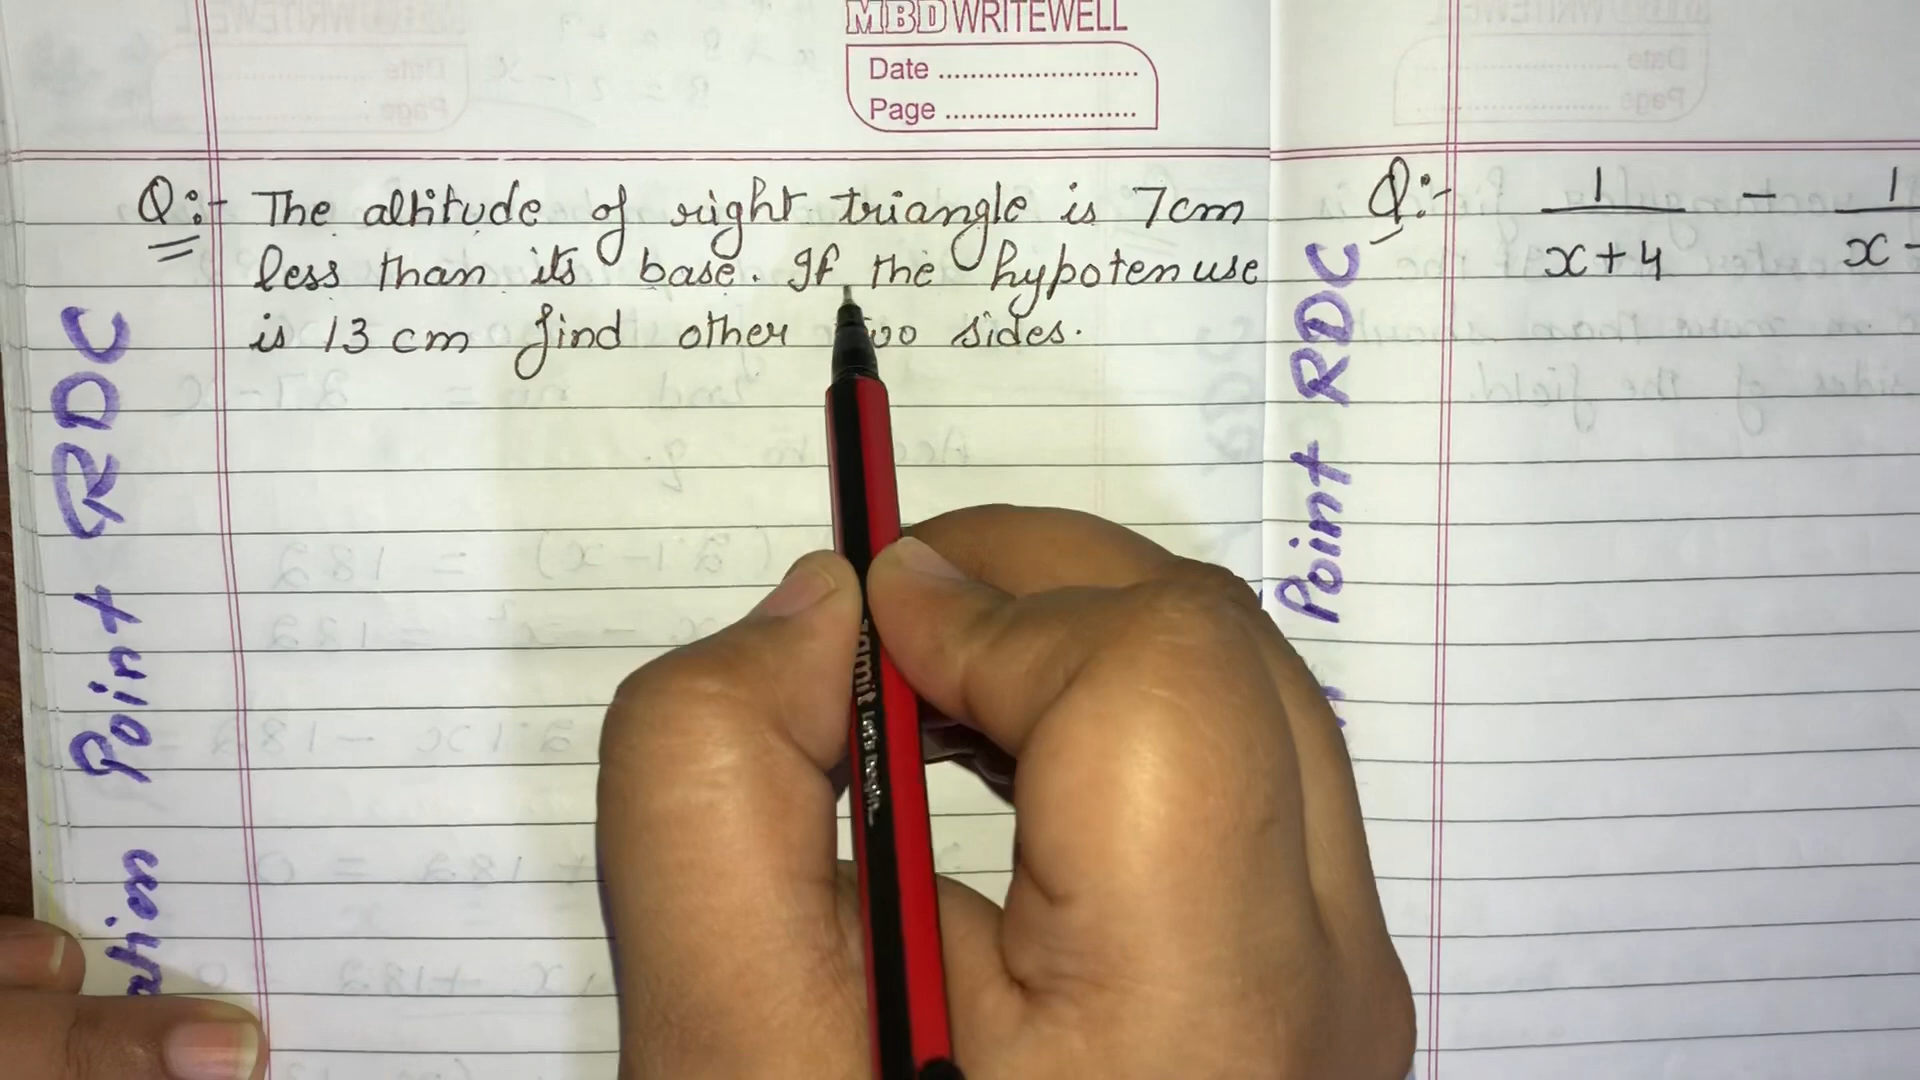 MBD WRITEWELL
Date
Page
Q:- The altitude of right triangle is 7cm
less than its base. If the hypotenuse
is 13 cm find other two sides.
Point RDC
Q:- 1 - 1
x+4 x-
Point RDC